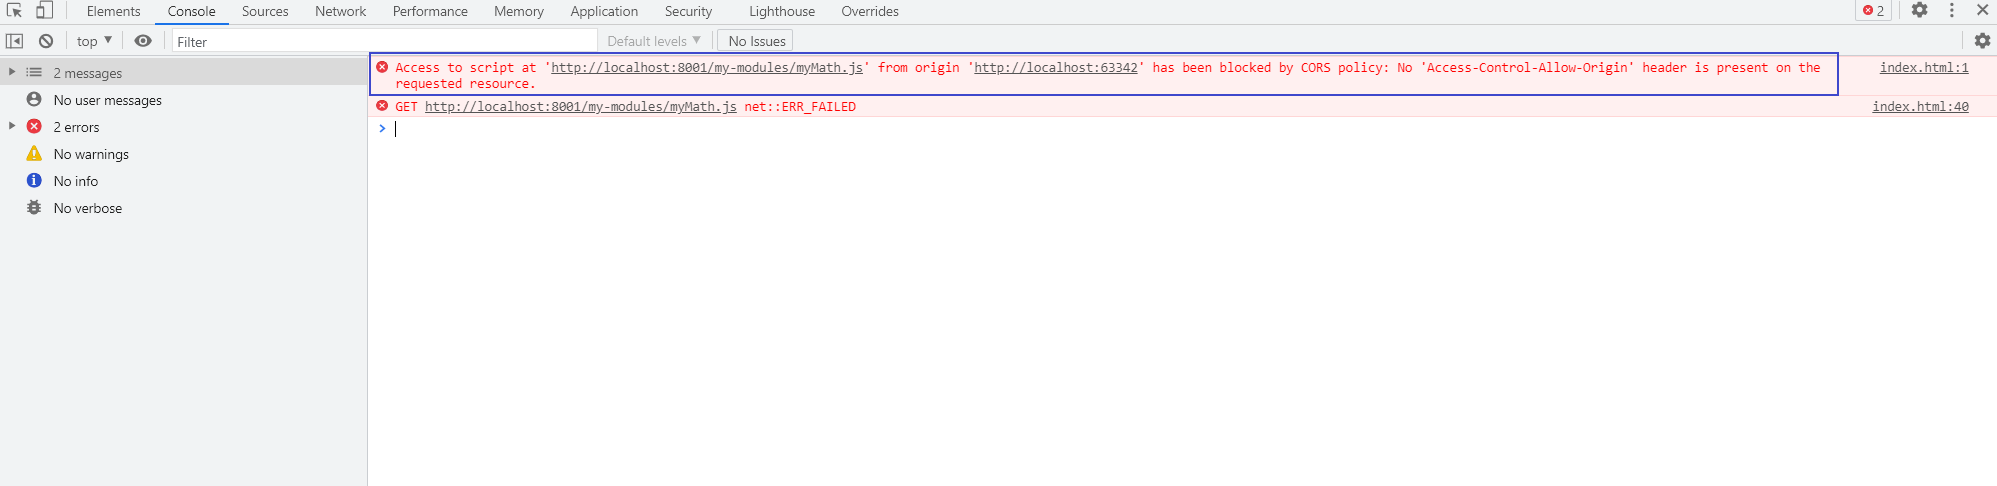 Elements Console Sources Network Performance Memory Application Security Lighthouse Overrides 2
top Filter Default levels No Issues
2 messages
No user messages
2 errors
No warnings
No info
No verbose
Access to script at 'http://localhost:8001/my-modules/myMath.js' from origin 'http://localhost:63342' has been blocked by CORS policy: No 'Access-Control-Allow-Origin' header is present on the index.html:1
requested resource.
GET http://localhost:8001/my-modules/myMath.js net::ERR_FAILED index.html:40